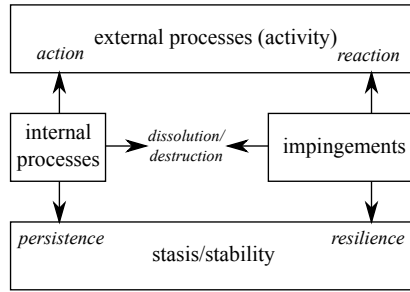 external processes (activity)
action
reaction
internal
processes
dissolution/
destruction
impingements
persistence
resilience
stasis/stability